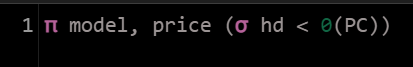 1 π model, price (σ hd < 0(PC))